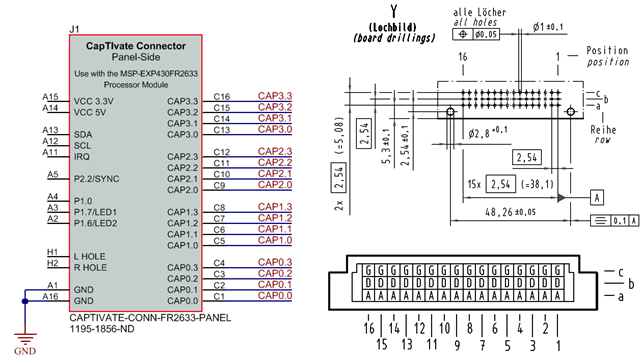 J1
CapTIvate Connector
Panel-Side
Use with the MSP-EXP430FR2633
Processor Module
A15 VCC 3.3V CAP3.3 C16 CAP3.3
A14 VCC 5V CAP3.2 C15 CAP3.2
CAP3.1 C14 CAP3.1
A13 SDA CAP3.0 C13 CAP3.0
A12 SCL
A11 IRQ CAP2.3 C12 CAP2.3
CAP2.2 C11 CAP2.2
A5 P2.2/SYNC CAP2.1 C10 CAP2.1
CAP2.0 C9 CAP2.0
A4 P1.0
A3 P1.7/LED1 CAP1.3 C8 CAP1.3
A2 P1.6/LED2 CAP1.2 C7 CAP1.2
CAP1.1 C6 CAP1.1
CAP1.0 C5 CAP1.0
H1 L HOLE
H2 R HOLE CAP0.3 C4 CAP0.3
CAP0.2 C3 CAP0.2
A1 GND CAP0.1 C2 CAP0.1
A16 GND CAP0.0 C1 CAP0.0
CAPTIVATE-CONN-FR2633-PANEL
1195-1856-ND
GND
Y
(Lochbild)
(board drillings)
alle Löcher
all holes
⌖ Ø0,05
Ø1±0,1
16 1
Position
position
c
b
a
Reihe
row
2x 2,54 (=5,08)
2,54
5,3±0,1
2,54±0,1
Ø2,8+0,1
2,54
15x 2,54 (=38,1)
A
48,26±0,05
0,1 A
G G G G G G G G G G G G G G G G c
D D D D D D D D D D D D D D D D b
A A A A A A A A A A A A A A A A a
16 14 12 10 8 6 4 2
15 13 11 9 7 5 3 1